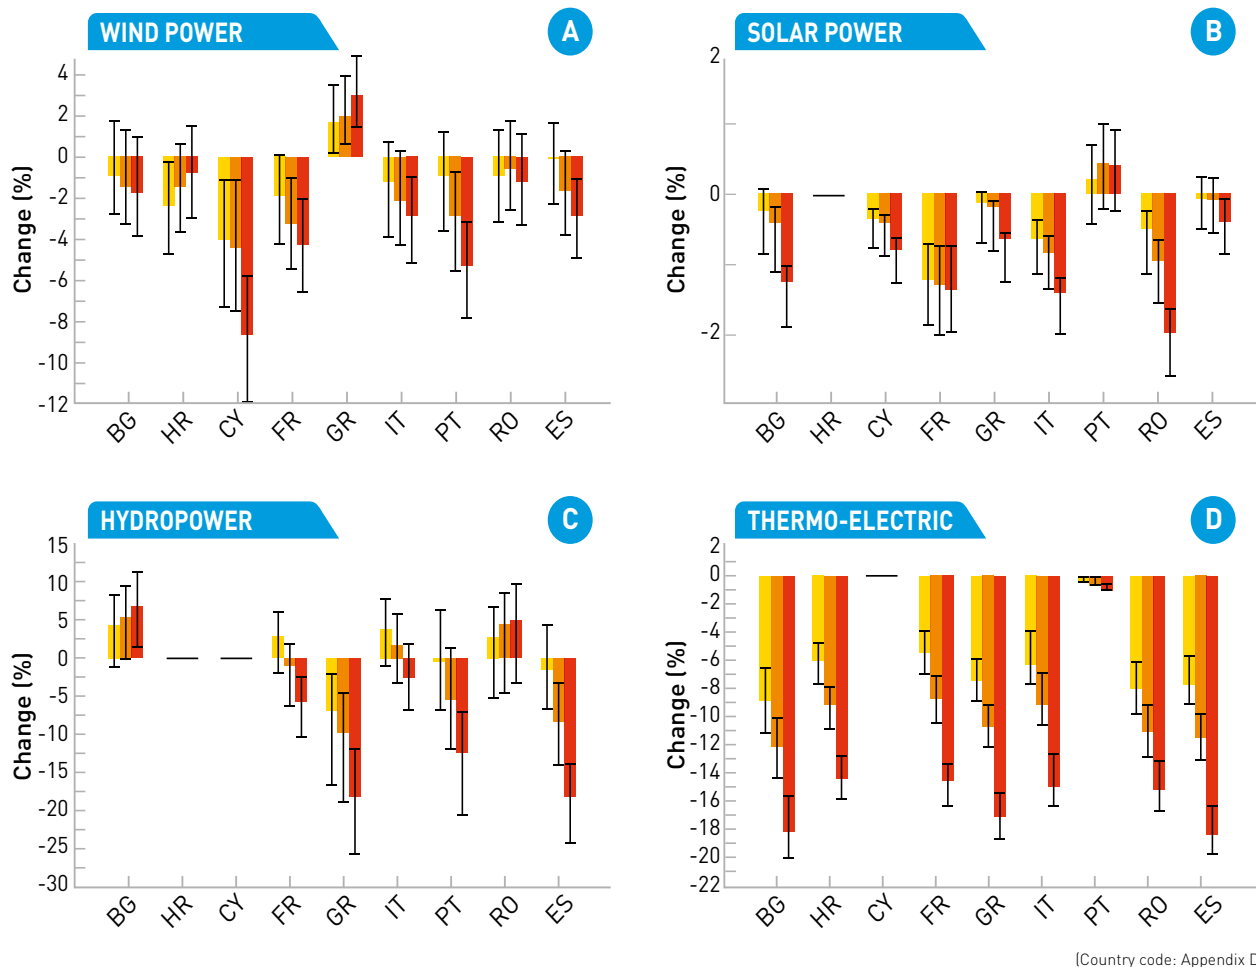 WIND POWER
A
Change (%)
4
2
0
-2
-4
-6
-8
-10
-12
BG HR CY FR GR IT PT RO ES
SOLAR POWER
B
Change (%)
2
0
-2
BG HR CY FR GR IT PT RO ES
HYDROPOWER
C
Change (%)
15
10
5
0
-5
-10
-15
-20
-25
-30
BG HR CY FR GR IT PT RO ES
THERMO-ELECTRIC
D
Change (%)
2
0
-2
-4
-6
-8
-10
-12
-14
-16
-18
-20
-22
BG HR CY FR GR IT PT RO ES
(Country code: Appendix D